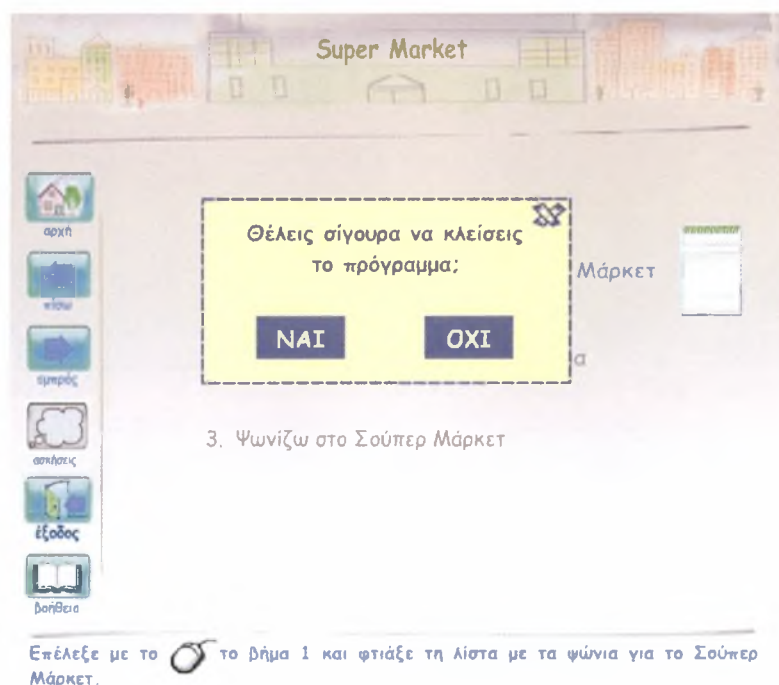 Super Market
αρχή
Θέλεις σίγουρα να κλείσεις
το πρόγραμμα;
Μάρκετ
πίσω
ΝΑΙ
ΟΧΙ
α
εμπρός
3. Ψωνίζω στο Σούπερ Μάρκετ
ασκήσεις
έξοδος
βοήθεια
Επέλεξε με το το βήμα 1 και φτιάξε τη λίστα με τα ψώνια για το Σούπερ
Μάρκετ.